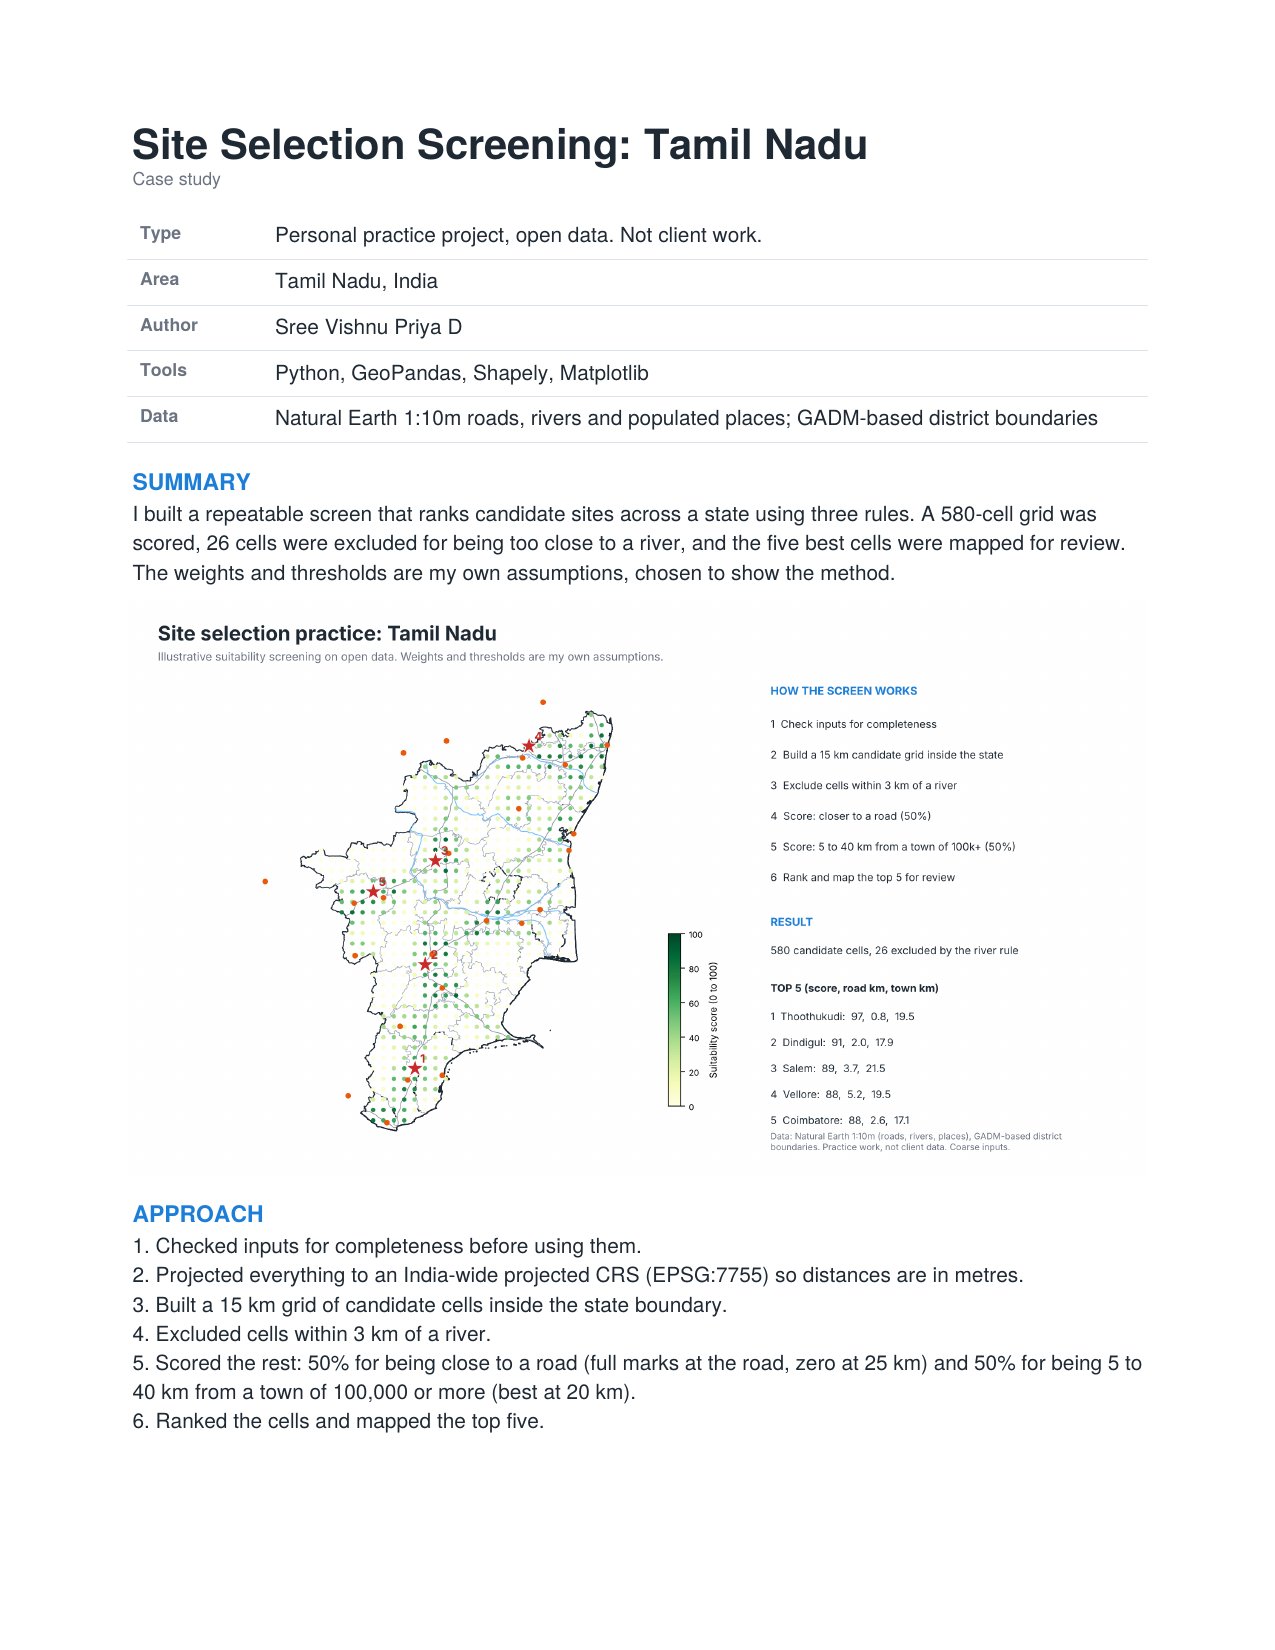 Site Selection Screening: Tamil Nadu
Case study
Type Personal practice project, open data. Not client work.
Area Tamil Nadu, India
Author Sree Vishnu Priya D
Tools Python, GeoPandas, Shapely, Matplotlib
Data Natural Earth 1:10m roads, rivers and populated places; GADM-based district boundaries
SUMMARY
I built a repeatable screen that ranks candidate sites across a state using three rules. A 580-cell grid was
scored, 26 cells were excluded for being too close to a river, and the five best cells were mapped for review.
The weights and thresholds are my own assumptions, chosen to show the method.
Site selection practice: Tamil Nadu
Illustrative suitability screening on open data. Weights and thresholds are my own assumptions.
4
3
5
2
1
100
80
60
40
20
0
Suitability score (0 to 100)
HOW THE SCREEN WORKS
1 Check inputs for completeness
2 Build a 15 km candidate grid inside the state
3 Exclude cells within 3 km of a river
4 Score: closer to a road (50%)
5 Score: 5 to 40 km from a town of 100k+ (50%)
6 Rank and map the top 5 for review
RESULT
580 candidate cells, 26 excluded by the river rule
TOP 5 (score, road km, town km)
1 Thoothukudi: 97, 0.8, 19.5
2 Dindigul: 91, 2.0, 17.9
3 Salem: 89, 3.7, 21.5
4 Vellore: 88, 5.2, 19.5
5 Coimbatore: 88, 2.6, 17.1
Data: Natural Earth 1:10m (roads, rivers, places), GADM-based district
boundaries. Practice work, not client data. Coarse inputs.
APPROACH
1. Checked inputs for completeness before using them.
2. Projected everything to an India-wide projected CRS (EPSG:7755) so distances are in metres.
3. Built a 15 km grid of candidate cells inside the state boundary.
4. Excluded cells within 3 km of a river.
5. Scored the rest: 50% for being close to a road (full marks at the road, zero at 25 km) and 50% for being 5 to
40 km from a town of 100,000 or more (best at 20 km).
6. Ranked the cells and mapped the top five.